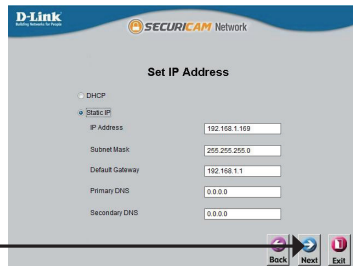 D-Link
Building Networks for People
SECURICAM Network
Set IP Address
DHCP
Static IP
IP Address 192.168.1.169
Subnet Mask 255.255.255.0
Default Gateway 192.168.1.1
Primary DNS 0.0.0.0
Secondary DNS 0.0.0.0
Back Next Exit